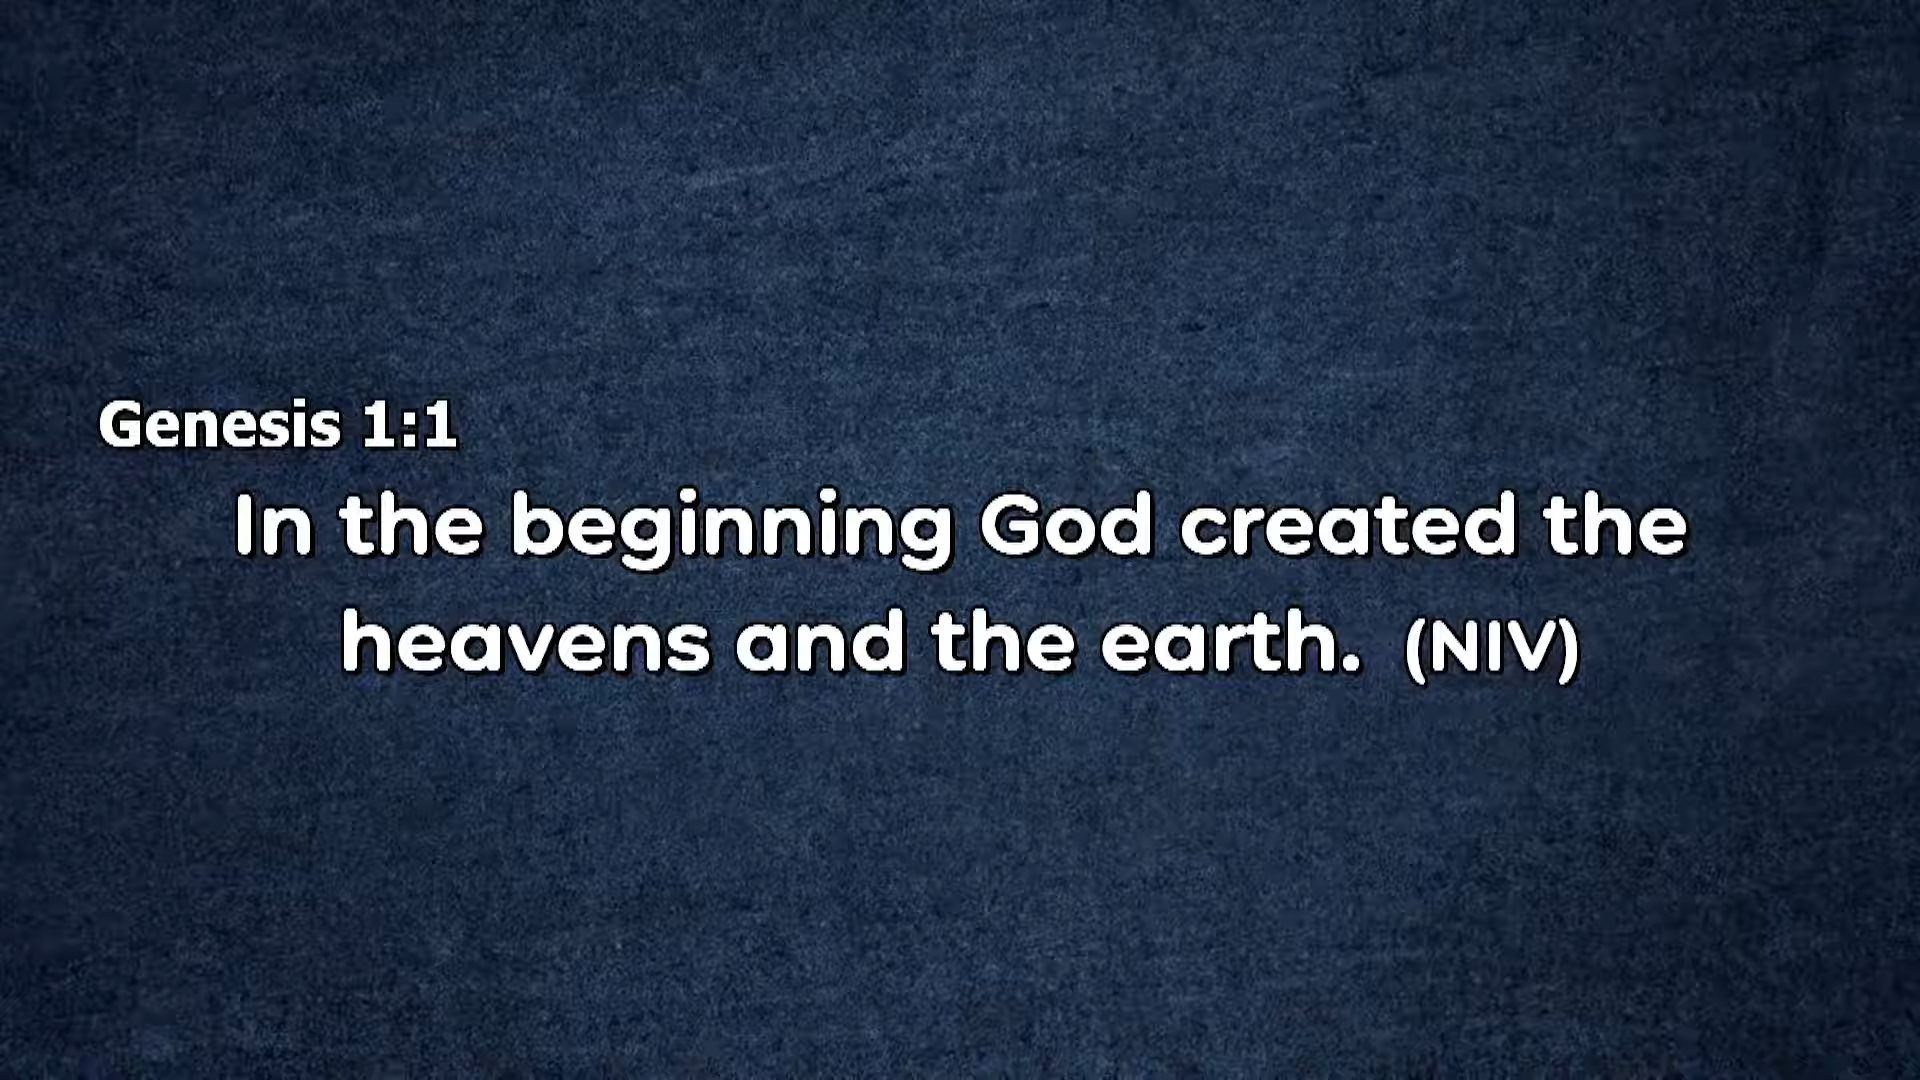 Genesis 1:1
In the beginning God created the
heavens and the earth. (NIV)